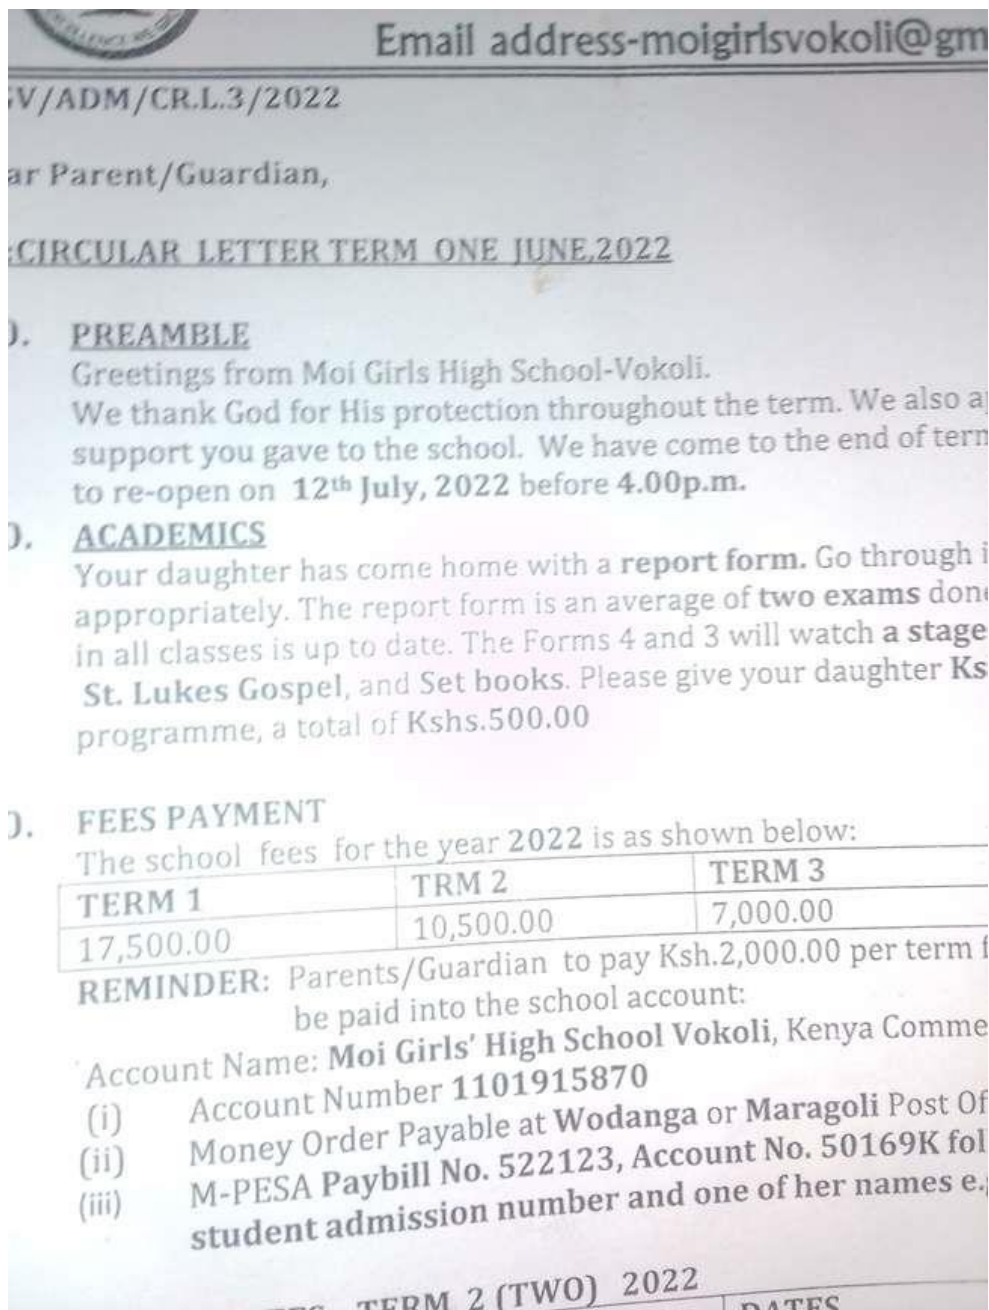 Email address-moigirlsvokoli@gm
V/ADM/CR.L.3/2022
ar Parent/Guardian,
:CIRCULAR LETTER TERM ONE JUNE,2022
). PREAMBLE
Greetings from Moi Girls High School-Vokoli.
We thank God for His protection throughout the term. We also a
support you gave to the school. We have come to the end of term
to re-open on 12th July, 2022 before 4.00p.m.
). ACADEMICS
Your daughter has come home with a report form. Go through i
appropriately. The report form is an average of two exams done
in all classes is up to date. The Forms 4 and 3 will watch a stage
St. Lukes Gospel, and Set books. Please give your daughter Ks
programme, a total of Kshs.500.00
). FEES PAYMENT
The school fees for the year 2022 is as shown below:
TERM 1 TRM 2 TERM 3
17,500.00 10,500.00 7,000.00
REMINDER: Parents/Guardian to pay Ksh.2,000.00 per term f
be paid into the school account:
Account Name: Moi Girls' High School Vokoli, Kenya Comme
(i) Account Number 1101915870
(ii) Money Order Payable at Wodanga or Maragoli Post Of
(iii) M-PESA Paybill No. 522123, Account No. 50169K fol
student admission number and one of her names e.
TERM 2 (TWO) 2022
DATES